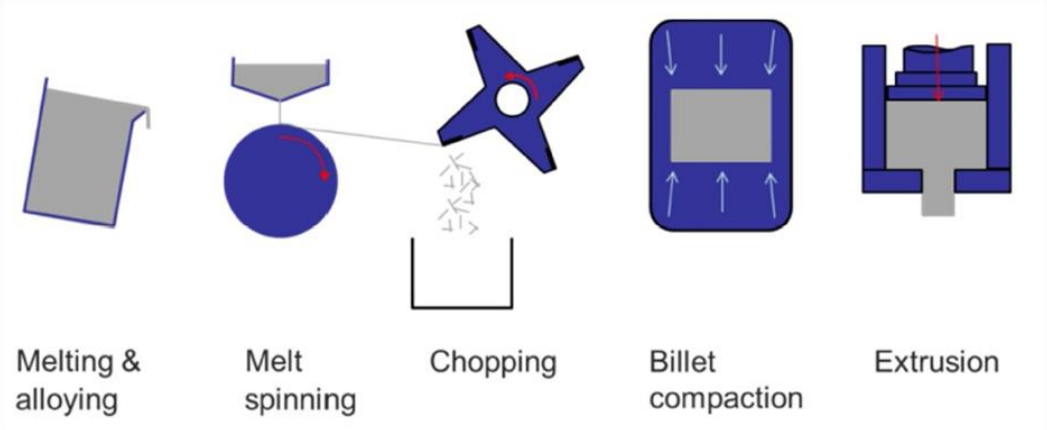 Melting &
alloying
Melt
spinning
Chopping
Billet
compaction
Extrusion